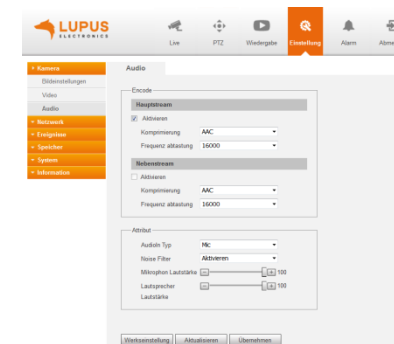 LUPUS
ELECTRONICS
Live
PTZ
Wiedergabe
Einstellung
Alarm
Abme
Kamera
Bildeinstellungen
Video
Audio
Netzwerk
Ereignisse
Speicher
System
Information
Audio
Encode
Hauptstream
Aktivieren
Komprimierung AAC
Frequenz abtastung 16000
Nebenstream
Aktivieren
Komprimierung AAC
Frequenz abtastung 16000
Attribut
AudioIn Typ Mic
Noise Filter Aktivieren
Mikrophon Lautstärke 100
Lautsprecher 100
Lautstärke
Werkseinstellung Aktualisieren Übernehmen